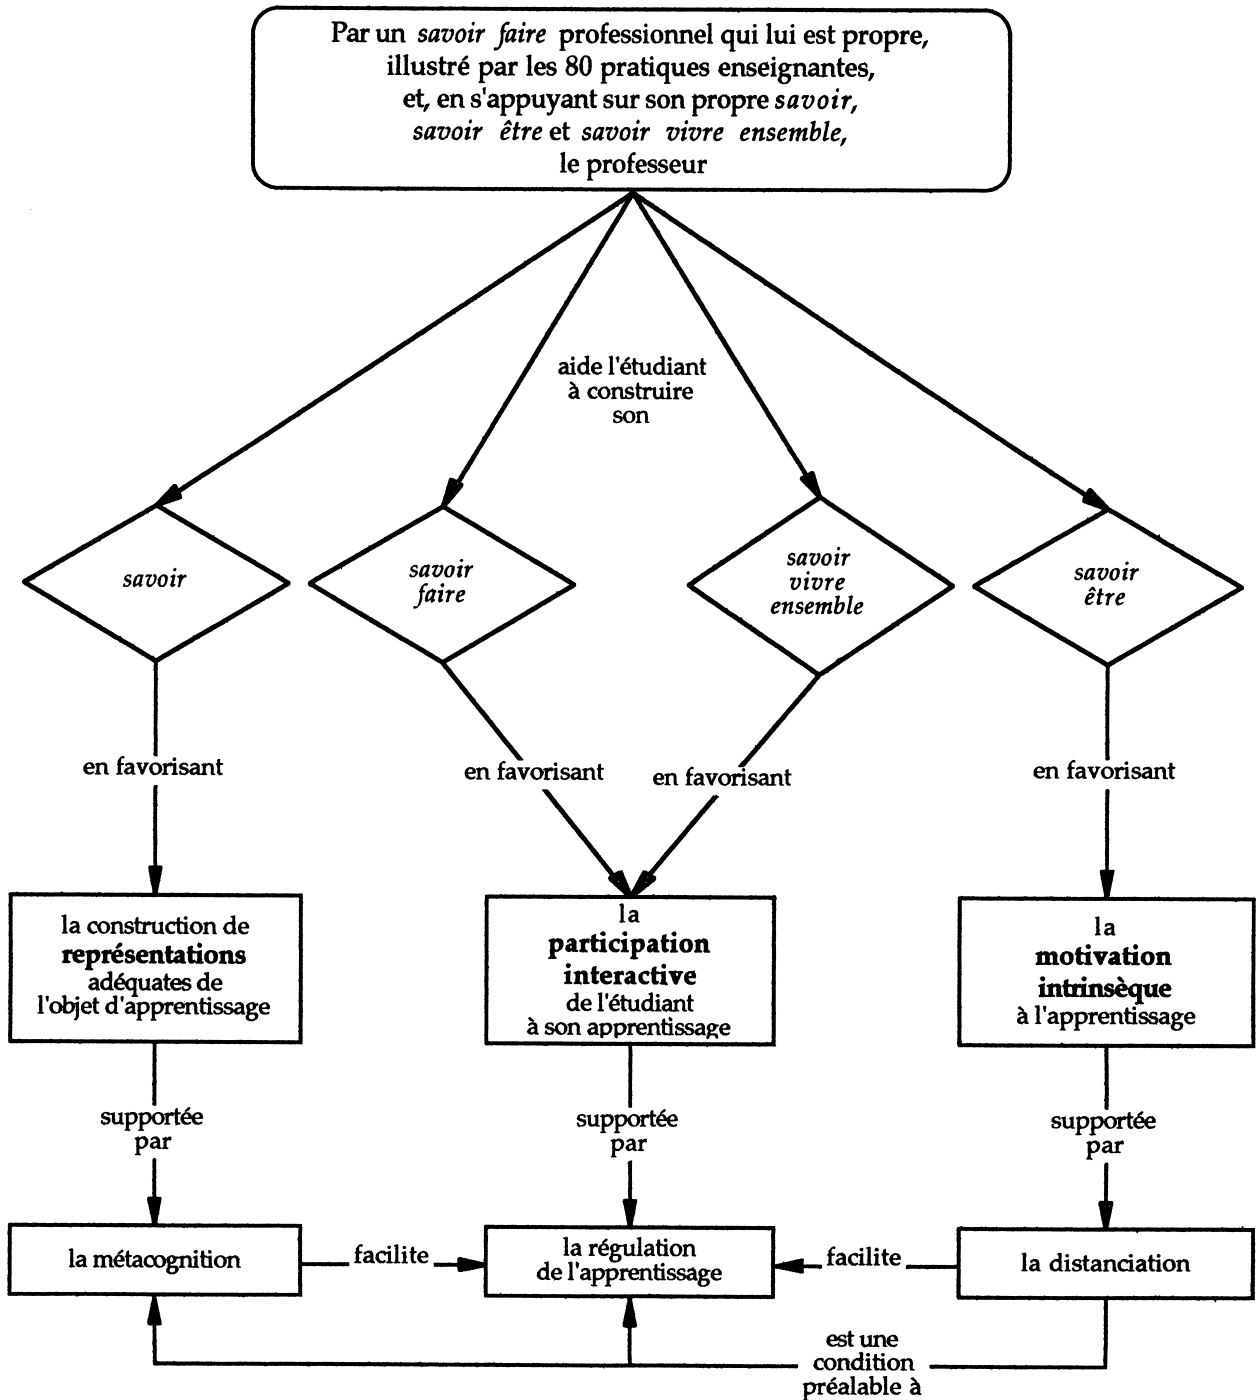 Par un savoir faire professionnel qui lui est propre,
illustré par les 80 pratiques enseignantes,
et, en s'appuyant sur son propre savoir,
savoir être et savoir vivre ensemble,
le professeur
aide l'étudiant
à construire
son
savoir
savoir
faire
savoir
vivre
ensemble
savoir
être
en favorisant
en favorisant
en favorisant
en favorisant
la construction de
représentations
adéquates de
l'objet d'apprentissage
la
participation
interactive
de l'étudiant
à son apprentissage
la
motivation
intrinsèque
à l'apprentissage
supportée
par
supportée
par
supportée
par
la métacognition
facilite
la régulation
de l'apprentissage
facilite
la distanciation
est une
condition
préalable à